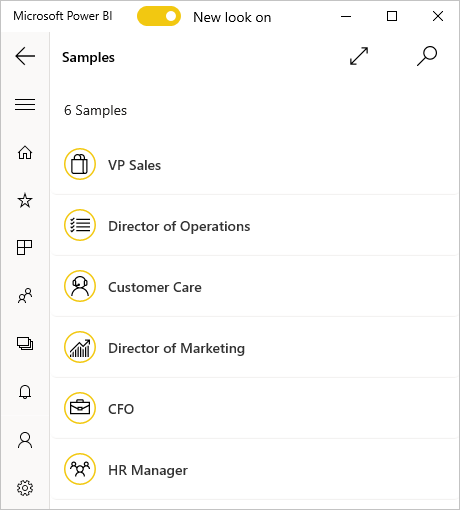 Microsoft Power BI
New look on
Samples
6 Samples
VP Sales
Director of Operations
Customer Care
Director of Marketing
CFO
HR Manager